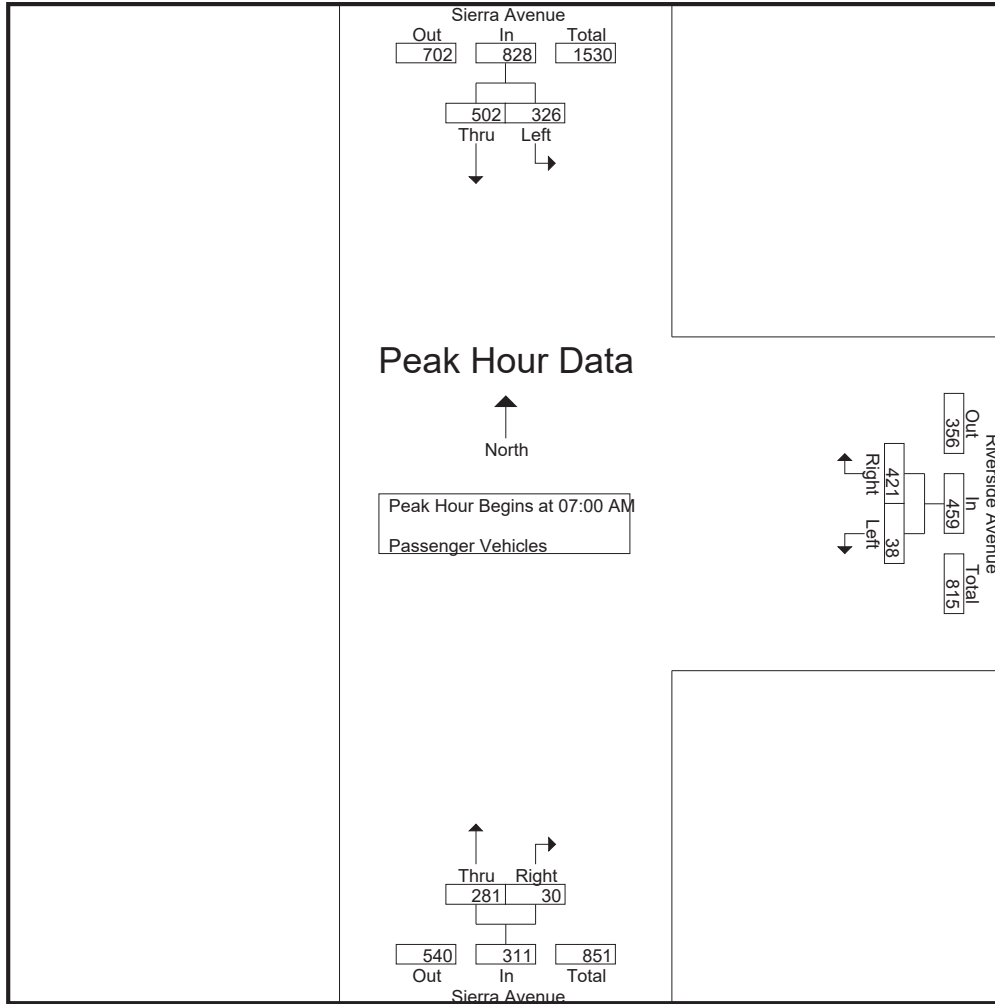 Sierra Avenue
Out In Total
702 828 1530
502 326
Thru Left
Peak Hour Data
North
Peak Hour Begins at 07:00 AM
Passenger Vehicles
Riverside Avenue
Out In Total
356 459 815
421 38
Right Left
Thru Right
281 30
540 311 851
Out In Total
Sierra Avenue